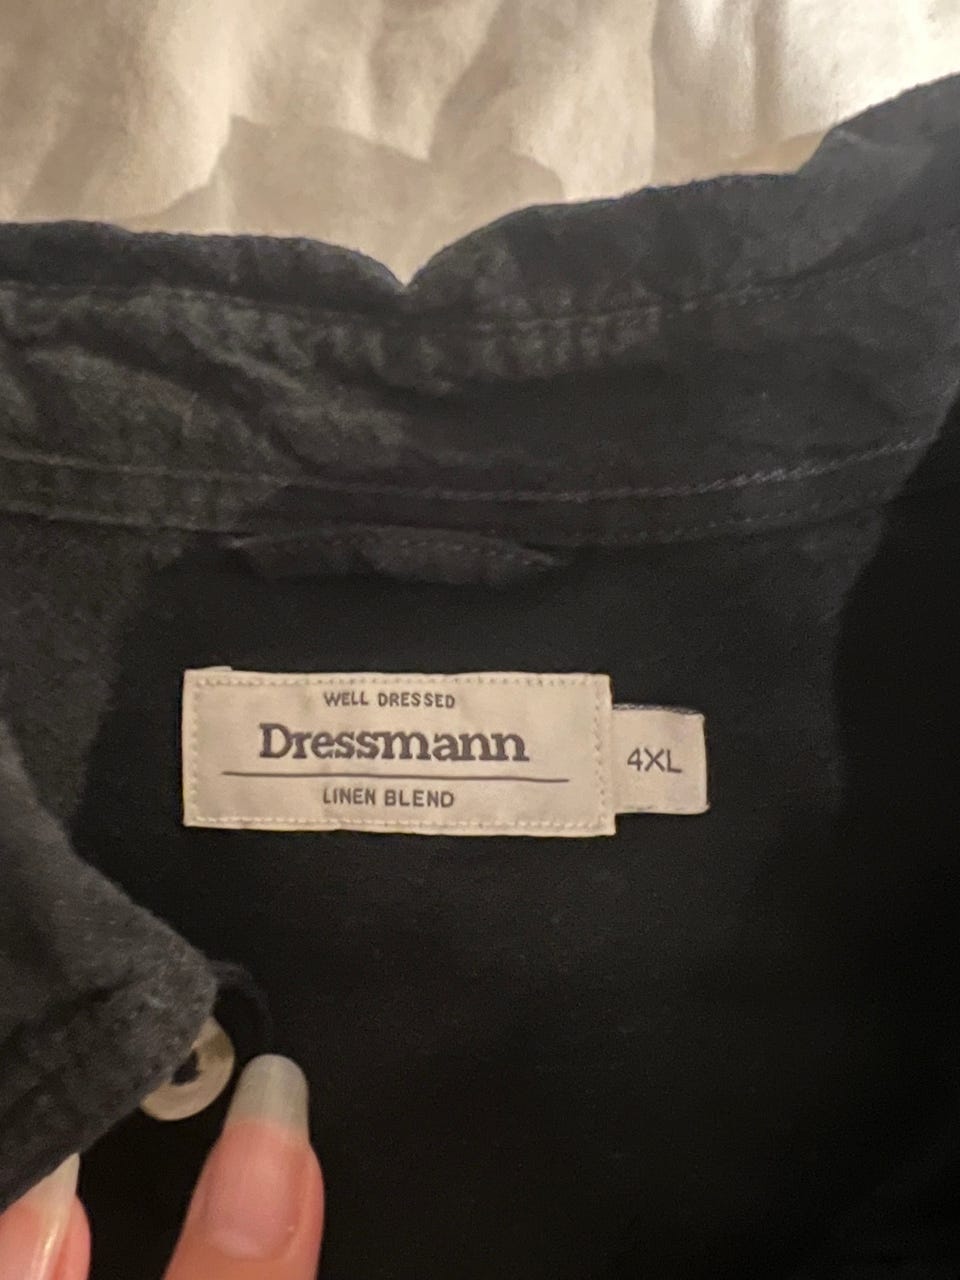 WELL DRESSED
Dressmann
LINEN BLEND
4XL